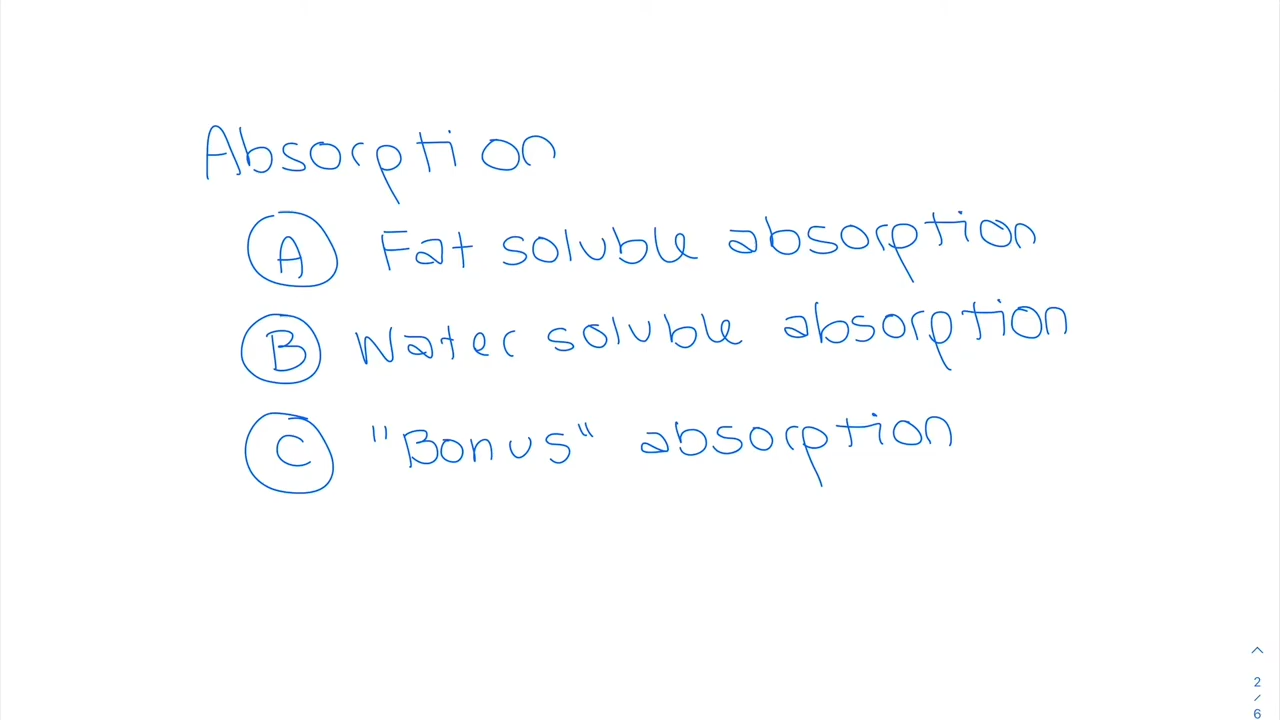 Absorption
A Fat soluble absorption
B Water soluble absorption
C "Bonus" absorption
2
/
6